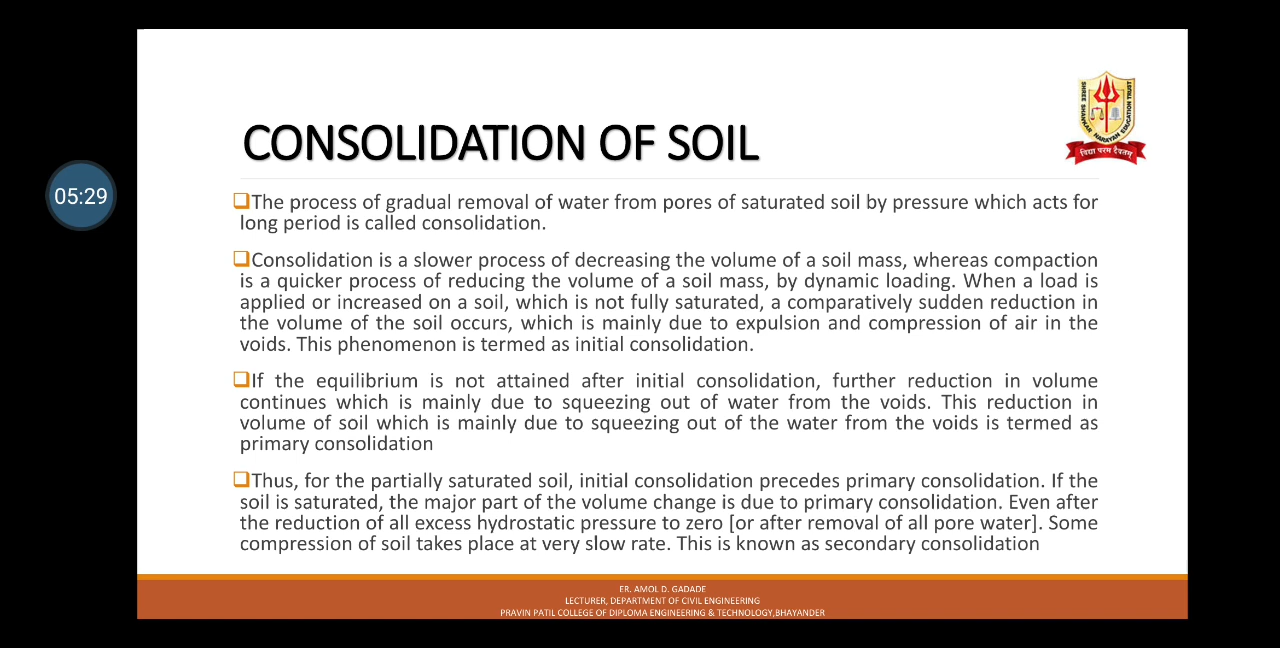 05:29
CONSOLIDATION OF SOIL
SHREE SHANKAR NARAYAN EDUCATION TRUST
विद्या परम दैवतम्
The process of gradual removal of water from pores of saturated soil by pressure which acts for
long period is called consolidation.
Consolidation is a slower process of decreasing the volume of a soil mass, whereas compaction
is a quicker process of reducing the volume of a soil mass, by dynamic loading. When a load is
applied or increased on a soil, which is not fully saturated, a comparatively sudden reduction in
the volume of the soil occurs, which is mainly due to expulsion and compression of air in the
voids. This phenomenon is termed as initial consolidation.
If the equilibrium is not attained after initial consolidation, further reduction in volume
continues which is mainly due to squeezing out of water from the voids. This reduction in
volume of soil which is mainly due to squeezing out of the water from the voids is termed as
primary consolidation
Thus, for the partially saturated soil, initial consolidation precedes primary consolidation. If the
soil is saturated, the major part of the volume change is due to primary consolidation. Even after
the reduction of all excess hydrostatic pressure to zero [or after removal of all pore water]. Some
compression of soil takes place at very slow rate. This is known as secondary consolidation
ER. AMOL D. GADADE
LECTURER, DEPARTMENT OF CIVIL ENGINEERING
PRAVIN PATIL COLLEGE OF DIPLOMA ENGINEERING & TECHNOLOGY,BHAYANDER